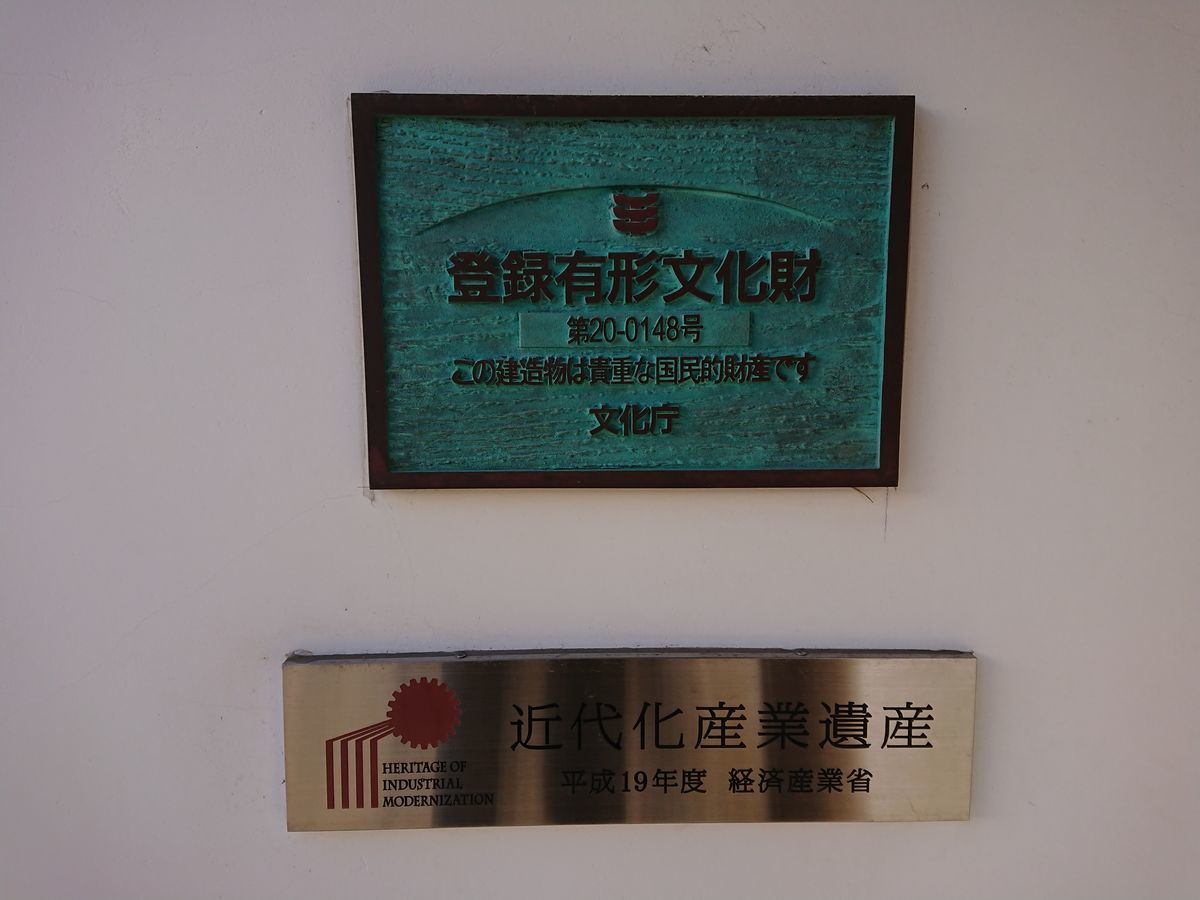 登録有形文化財
第20-0148号
この建造物は貴重な国民的財産です
文化庁
近代化産業遺産
平成19年度 経済産業省
HERITAGE OF
INDUSTRIAL
MODERNIZATION